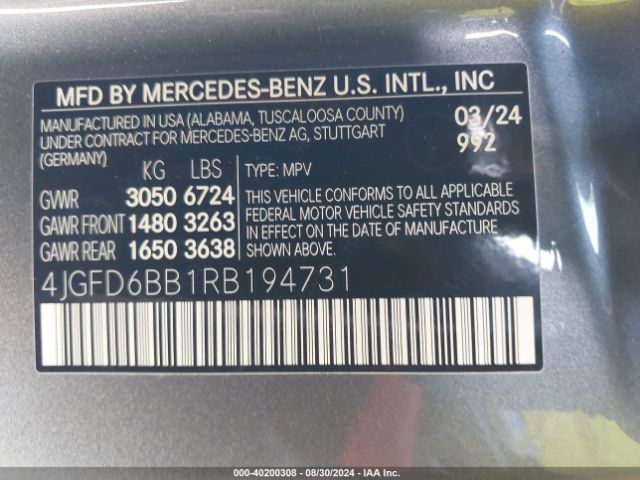 MFD BY MERCEDES-BENZ U.S. INTL., INC
MANUFACTURED IN USA (ALABAMA, TUSCALOOSA COUNTY) 03/24
UNDER CONTRACT FOR MERCEDES-BENZ AG, STUTTGART 992
(GERMANY)
KG LBS TYPE: MPV
GVWR 3050 6724 THIS VEHICLE CONFORMS TO ALL APPLICABLE
GAWR FRONT 1480 3263 FEDERAL MOTOR VEHICLE SAFETY STANDARDS
GAWR REAR 1650 3638 IN EFFECT ON THE DATE OF MANUFACTURE
SHOWN ABOVE.
4JGFD6BB1RB194731
000-40200308 - 08/30/2024 - IAA Inc.